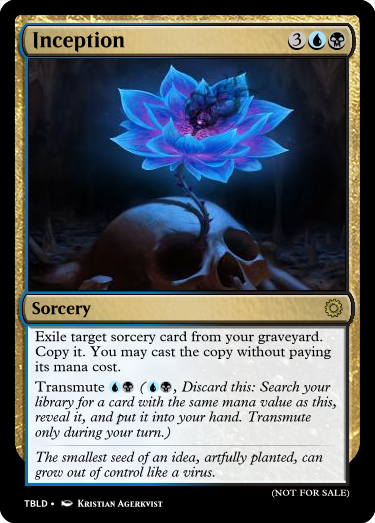 Inception 3
Sorcery
Exile target sorcery card from your graveyard.
Copy it. You may cast the copy without paying
its mana cost.
Transmute (, Discard this: Search your
library for a card with the same mana value as this,
reveal it, and put it into your hand. Transmute
only during your turn.)
The smallest seed of an idea, artfully planted, can
grow out of control like a virus.
(NOT FOR SALE)
TBLD • Kristian Agerkvist